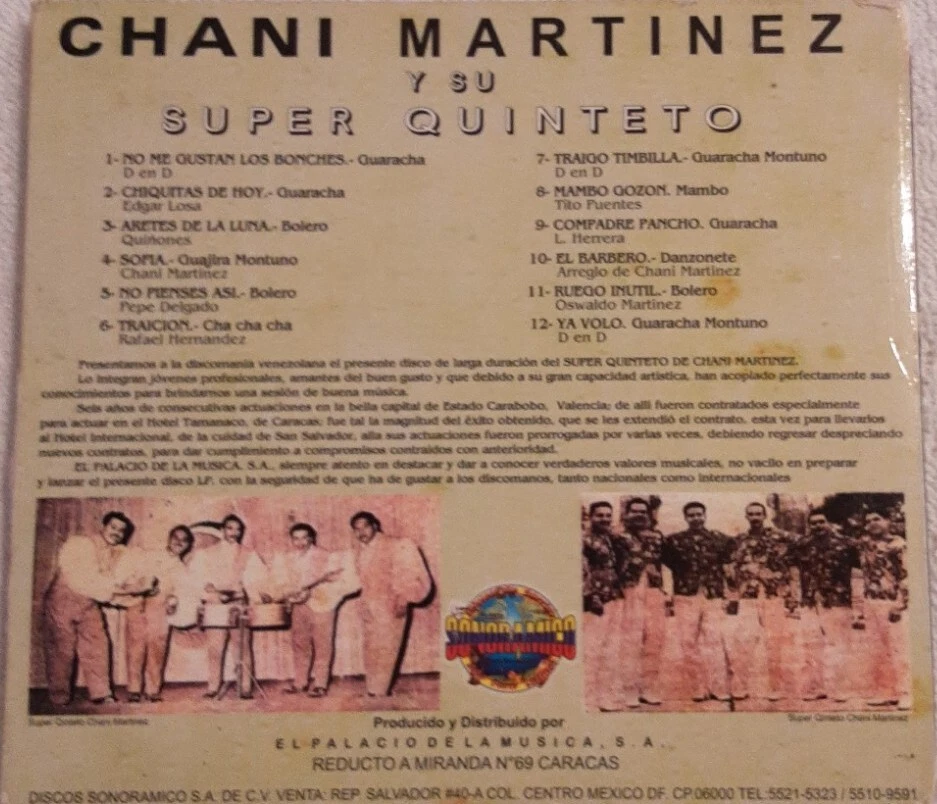 CHANI MARTINEZ
Y SU
SUPER QUINTETO
1- NO ME GUSTAN LOS BONCHES.- Guaracha
D en D
2- CHIQUITAS DE HOY.- Guaracha
Edgar Losa
3- ARETES DE LA LUNA.- Bolero
Quiñones
4- SOFIA.- Guajira Montuno
Chani Martinez
5- NO PIENSES ASI.- Bolero
Pepe Delgado
6- TRAICION.- Cha cha cha
Rafael Hernandez
7- TRAIGO TIMBILLA.- Guaracha Montuno
D en D
8- MAMBO GOZON. Mambo
Tito Puentes
9- COMPADRE PANCHO. Guaracha
L. Herrera
10- EL BARBERO.- Danzonete
Arreglo de Chani Martinez
11- RUEGO INUTIL.- Bolero
Oswaldo Martinez
12- YA VOLO. Guaracha Montuno
D en D
Presentamos a la discomanía venezolana el presente disco de larga duración del SUPER QUINTETO DE CHANI MARTINEZ.
Lo integran jóvenes profesionales, amantes del buen gusto y que debido a su gran capacidad artística, han acoplado perfectamente sus
conocimientos para brindarnos una sesión de buena música.
Seis años de consecutivas actuaciones en la bella capital de Estado Carabobo, Valencia; de allí fueron contratados especialmente
para actuar en el Hotel Tamanaco, de Caracas, fue tal la magnitud del éxito obtenido, que se les extendió el contrato, esta vez para llevarlos
al Hotel Internacional, de la cuidad de San Salvador, alla sus actuaciones fueron prorrogadas por varias veces, debiendo regresar despreciando
nuevos contratos, para dar cumplimiento a compromisos contraidos con anterioridad.
EL PALACIO DE LA MUSICA, S.A., siempre atento en destacar y dar a conocer verdaderos valores musicales, no vacilo en preparar
y lanzar el presente disco LP. con la seguridad de que ha de gustar a los discomanos, tanto nacionales como internacionales
SONORAMICO
Super Qinteto Chani Martinez
Super Qinteto Chani Martinez
Producido y Distribuido por
EL PALACIO DE LA MUSICA, S.A.
REDUCTO A MIRANDA N°69 CARACAS
DISCOS SONORAMICO S.A. DE C.V. VENTA: REP. SALVADOR #40-A COL. CENTRO MEXICO DF. CP.06000 TEL:5521-5323 / 5510-9591